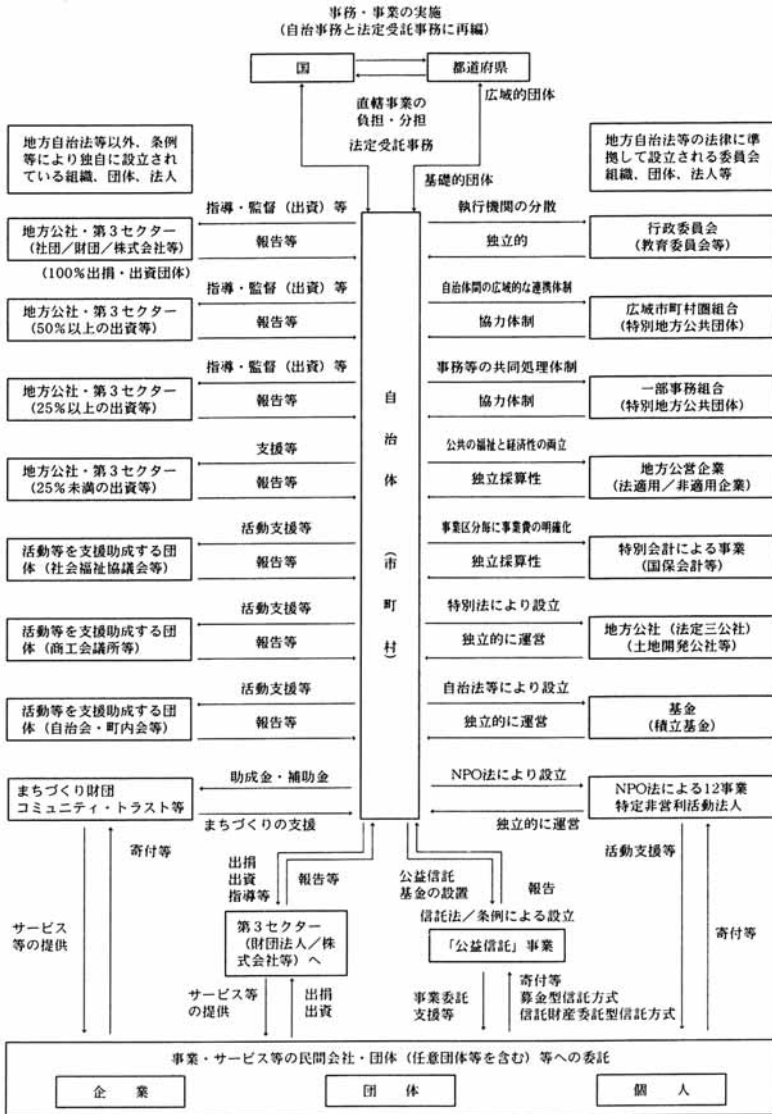 事務・事業の実施
(自治事務と法定受託事務に再編)
国
都道府県
広域的団体
直轄事業の
負担・分担
法定受託事務
基礎的団体
地方自治法等以外、条例
等により独自に設立され
ている組織、団体、法人
地方自治法等の法律に準
拠して設立される委員会
組織、団体、法人等
自治体 (市町村)
地方公社・第3セクター
(社団/財団/株式会社等)
(100%出捐・出資団体)
指導・監督 (出資) 等
報告等
執行機関の分散
独立的
行政委員会
(教育委員会等)
地方公社・第3セクター
(50%以上の出資等)
指導・監督 (出資) 等
報告等
自治体間の広域的な連携体制
協力体制
広域市町村圏組合
(特別地方公共団体)
地方公社・第3セクター
(25%以上の出資等)
指導・監督 (出資) 等
報告等
事務等の共同処理体制
協力体制
一部事務組合
(特別地方公共団体)
地方公社・第3セクター
(25%未満の出資等)
支援等
報告等
公共の福祉と経済性の両立
独立採算性
地方公営企業
(法適用/非適用企業)
活動等を支援助成する団
体 (社会福祉協議会等)
活動支援等
報告等
事業区分毎に事業費の明確化
独立採算性
特別会計による事業
(国保会計等)
活動等を支援助成する団
体 (商工会議所等)
活動支援等
報告等
特別法により設立
独立的に運営
地方公社 (法定三公社)
(土地開発公社等)
活動等を支援助成する団
体 (自治会・町内会等)
活動支援等
報告等
自治法等により設立
独立的に運営
基金
(積立基金)
まちづくり財団
コミュニティ・トラスト等
助成金・補助金
まちづくりの支援
NPO法により設立
独立的に運営
NPO法による12事業
特定非営利活動法人
寄付等
サービス
等の提供
出捐
出資
指導等
報告等
第3セクター
(財団法人/株
式会社等) へ
サービス等
の提供
出捐
出資
公益信託
基金の設置
報告
信託法/条例による設立
「公益信託」事業
事業委託
支援等
寄付等
募金型信託方式
信託財産委託型信託方式
活動支援等
寄付等
事業・サービス等の民間会社・団体 (任意団体等を含む) 等への委託
企業
団体
個人